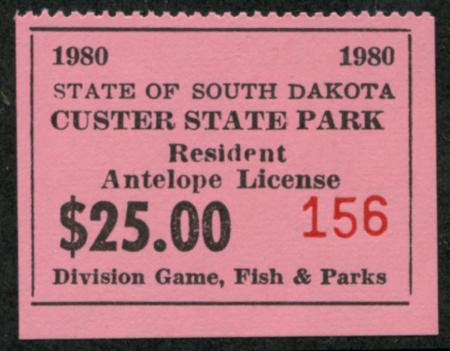 1980 1980
STATE OF SOUTH DAKOTA
CUSTER STATE PARK
Resident
Antelope License
$25.00 156
Division Game, Fish & Parks